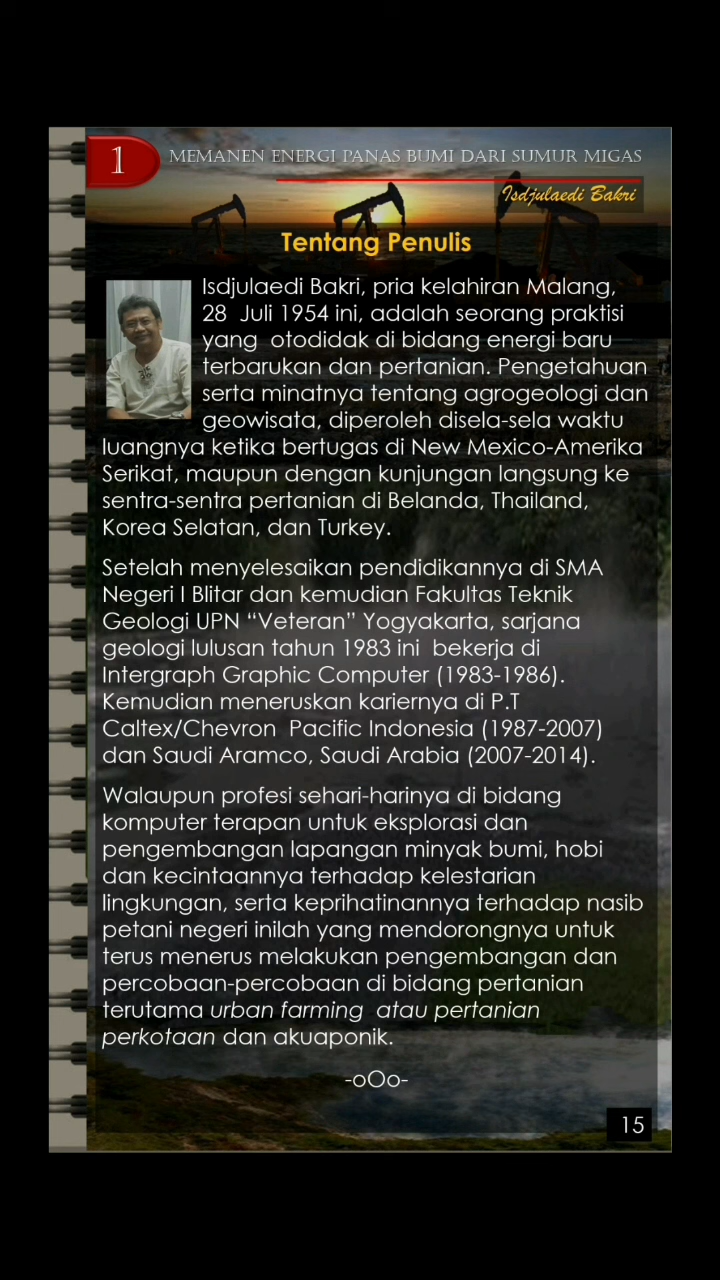 1
MEMANEN ENERGI PANAS BUMI DARI SUMUR MIGAS
Isdjulaedi Bakri
Tentang Penulis
Isdjulaedi Bakri, pria kelahiran Malang,
28 Juli 1954 ini, adalah seorang praktisi
yang otodidak di bidang energi baru
terbarukan dan pertanian. Pengetahuan
serta minatnya tentang agrogeologi dan
geowisata, diperoleh disela-sela waktu
luangnya ketika bertugas di New Mexico-Amerika
Serikat, maupun dengan kunjungan langsung ke
sentra-sentra pertanian di Belanda, Thailand,
Korea Selatan, dan Turkey.
Setelah menyelesaikan pendidikannya di SMA
Negeri I Blitar dan kemudian Fakultas Teknik
Geologi UPN “Veteran” Yogyakarta, sarjana
geologi lulusan tahun 1983 ini bekerja di
Intergraph Graphic Computer (1983-1986).
Kemudian meneruskan kariernya di P.T
Caltex/Chevron Pacific Indonesia (1987-2007)
dan Saudi Aramco, Saudi Arabia (2007-2014).
Walaupun profesi sehari-harinya di bidang
komputer terapan untuk eksplorasi dan
pengembangan lapangan minyak bumi, hobi
dan kecintaannya terhadap kelestarian
lingkungan, serta keprihatinannya terhadap nasib
petani negeri inilah yang mendorongnya untuk
terus menerus melakukan pengembangan dan
percobaan-percobaan di bidang pertanian
terutama urban farming atau pertanian
perkotaan dan akuaponik.
-oOo-
15